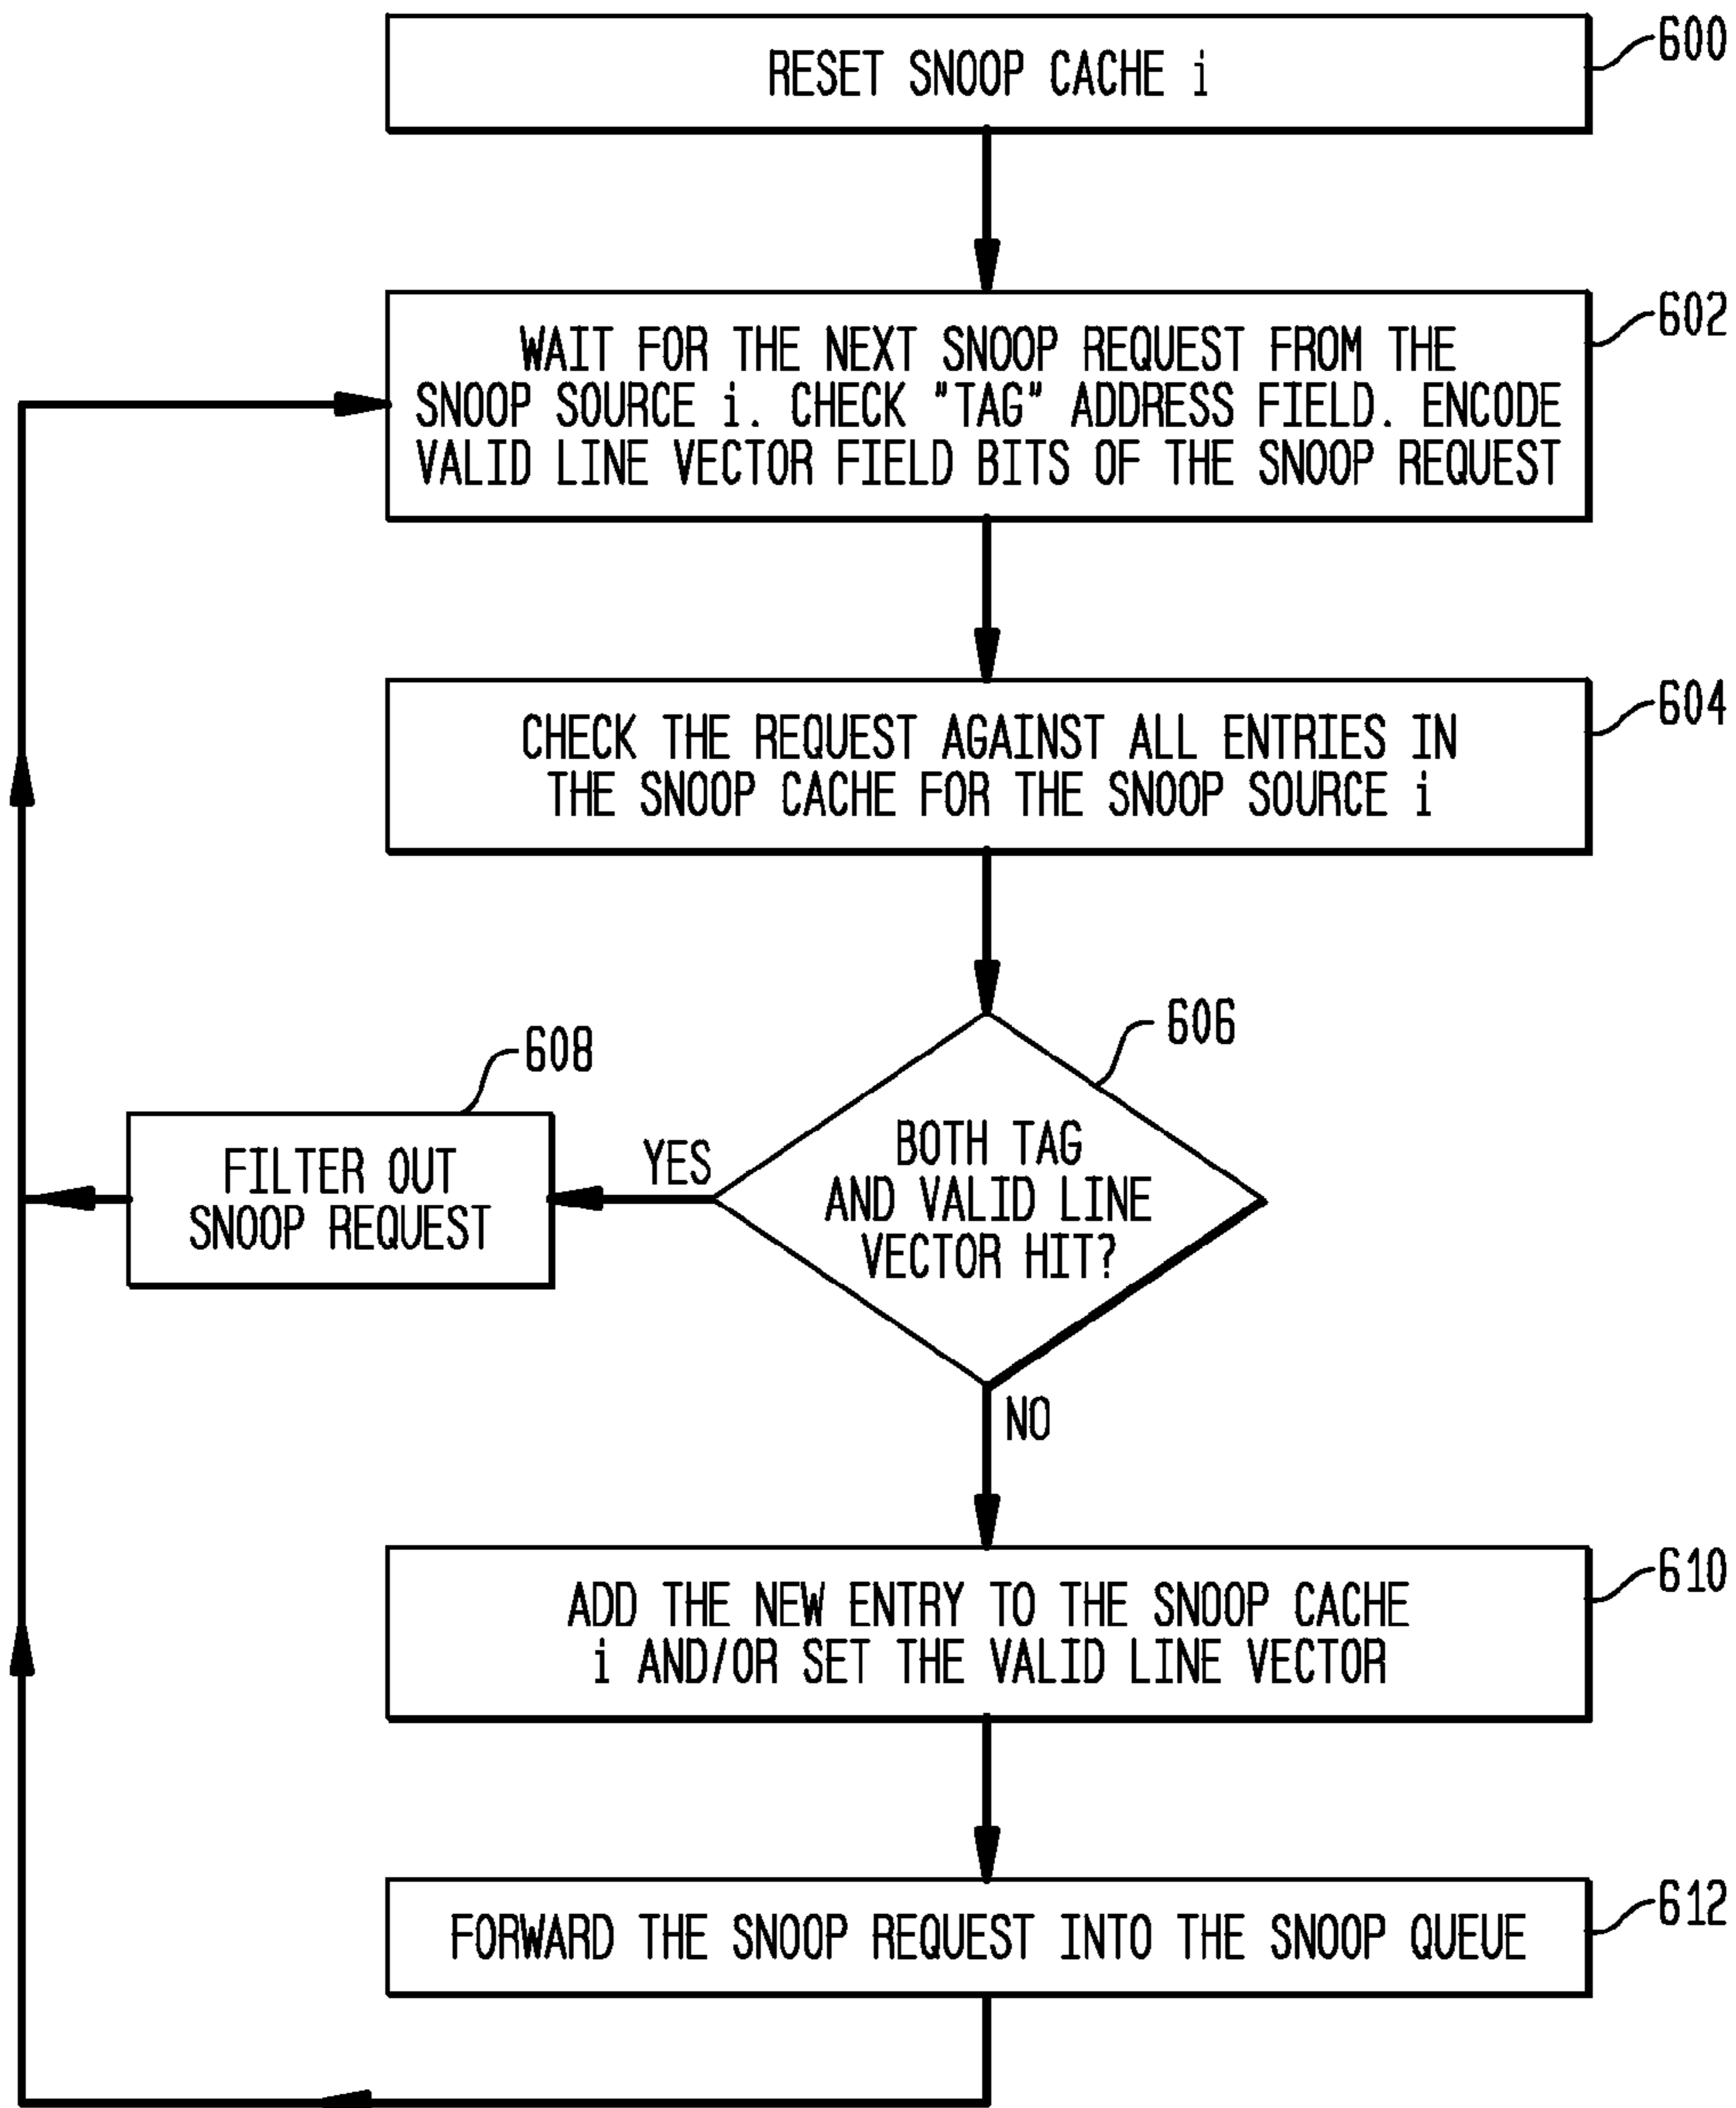 RESET SNOOP CACHE i
600
WAIT FOR THE NEXT SNOOP REQUEST FROM THE
SNOOP SOURCE i. CHECK "TAG" ADDRESS FIELD. ENCODE
VALID LINE VECTOR FIELD BITS OF THE SNOOP REQUEST
602
CHECK THE REQUEST AGAINST ALL ENTRIES IN
THE SNOOP CACHE FOR THE SNOOP SOURCE i
604
606
BOTH TAG
AND VALID LINE
VECTOR HIT?
YES
608
FILTER OUT
SNOOP REQUEST
NO
ADD THE NEW ENTRY TO THE SNOOP CACHE
i AND/OR SET THE VALID LINE VECTOR
610
FORWARD THE SNOOP REQUEST INTO THE SNOOP QUEUE
612